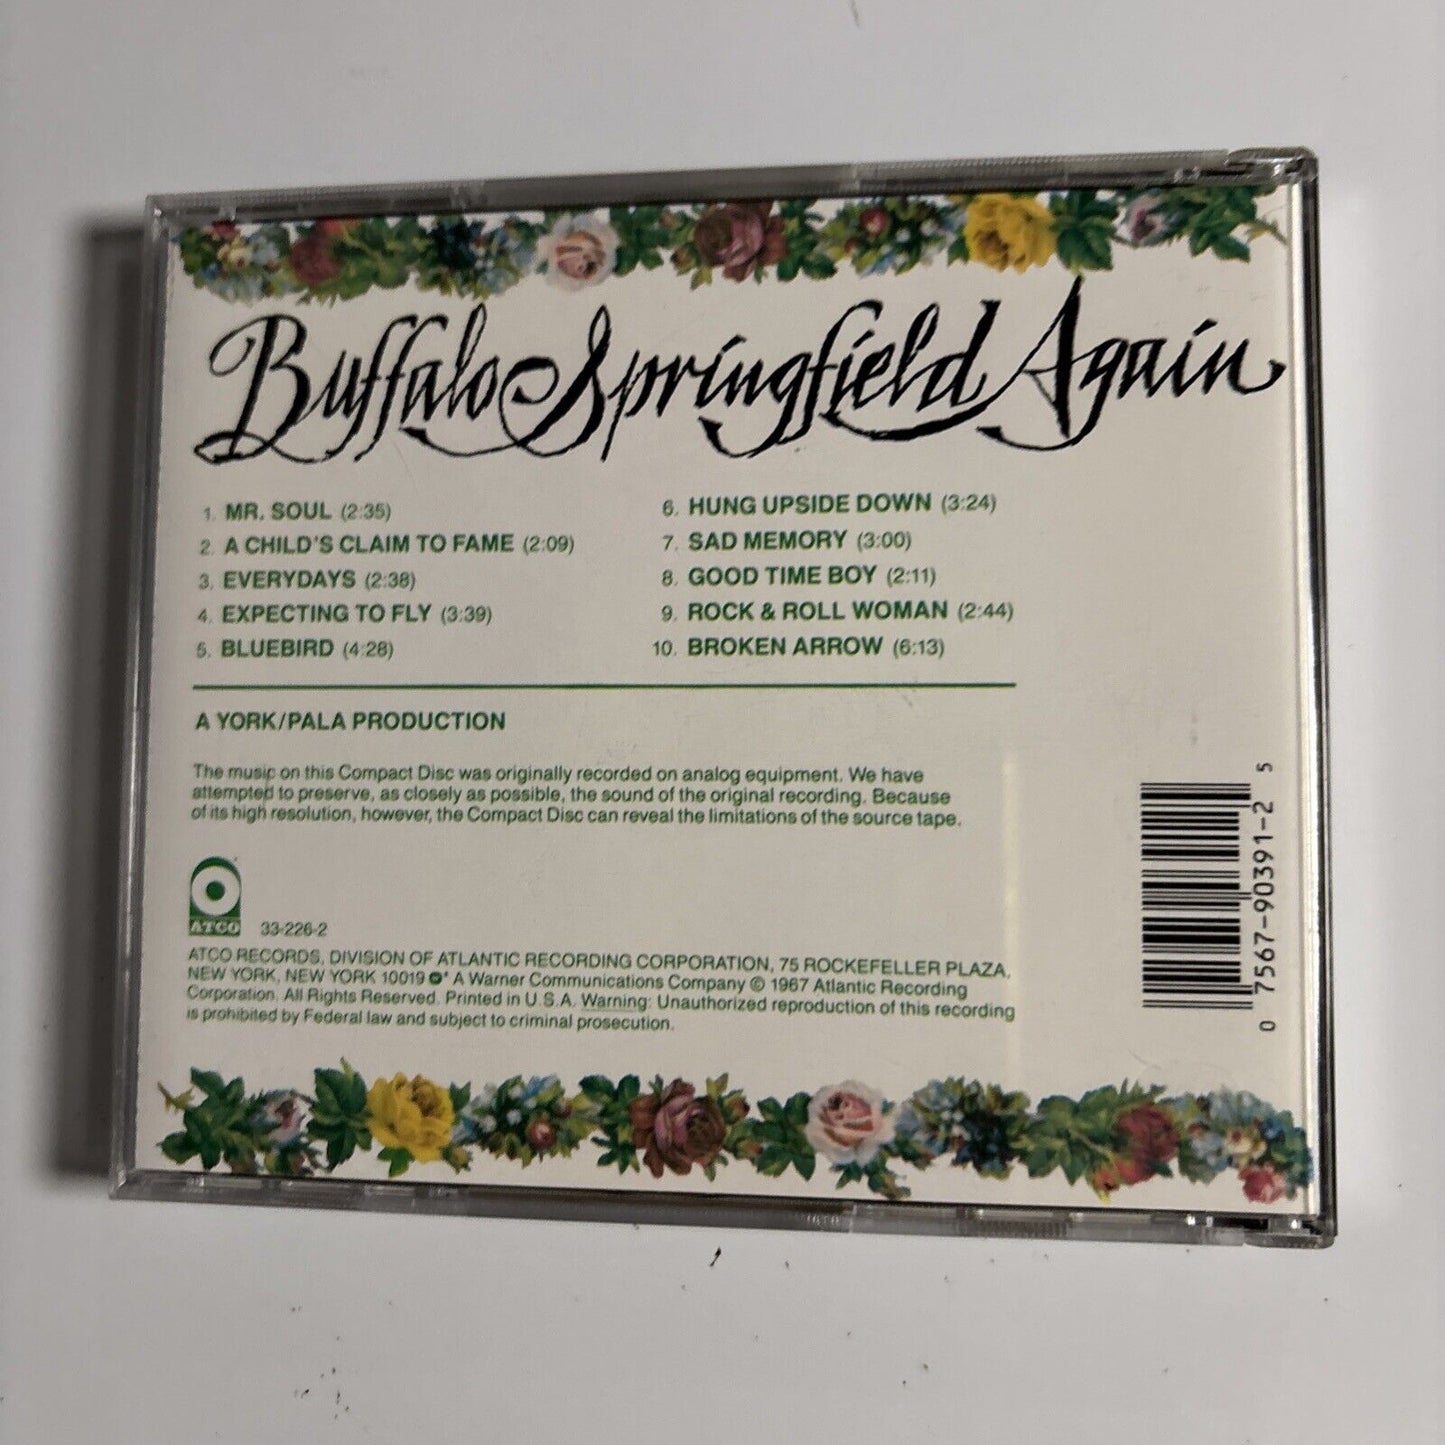 Buffalo Springfield Again
1. MR. SOUL (2:35)
2. A CHILD'S CLAIM TO FAME (2:09)
3. EVERYDAYS (2:38)
4. EXPECTING TO FLY (3:39)
5. BLUEBIRD (4:28)
6. HUNG UPSIDE DOWN (3:24)
7. SAD MEMORY (3:00)
8. GOOD TIME BOY (2:11)
9. ROCK & ROLL WOMAN (2:44)
10. BROKEN ARROW (6:13)
A YORK/PALA PRODUCTION
The music on this Compact Disc was originally recorded on analog equipment. We have
attempted to preserve, as closely as possible, the sound of the original recording. Because
of its high resolution, however, the Compact Disc can reveal the limitations of the source tape.
ATCO 33-226-2
ATCO RECORDS, DIVISION OF ATLANTIC RECORDING CORPORATION, 75 ROCKEFELLER PLAZA,
NEW YORK, NEW YORK 10019 A Warner Communications Company © 1967 Atlantic Recording
Corporation. All Rights Reserved. Printed in U.S.A. Warning: Unauthorized reproduction of this recording
is prohibited by Federal law and subject to criminal prosecution.
0 7567-90391-2 5